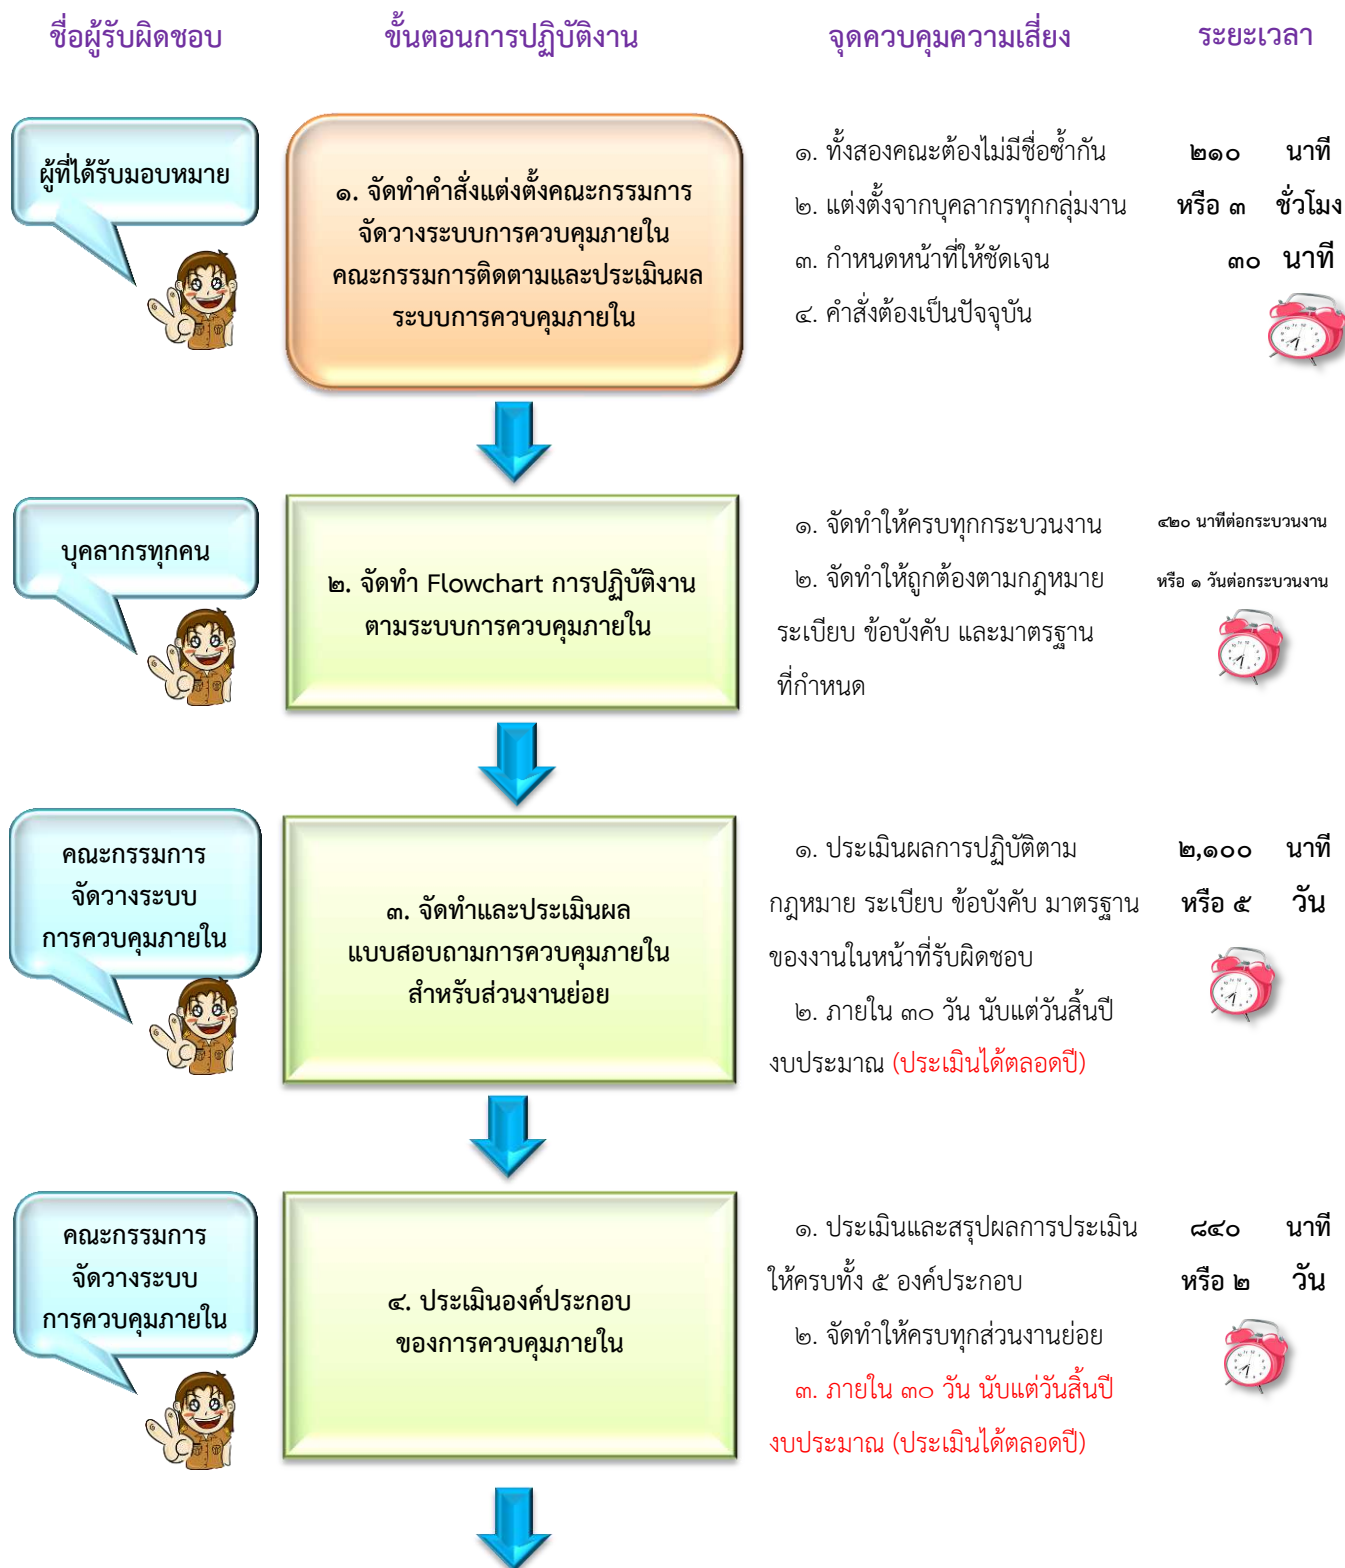 ชื่อผู้รับผิดชอบ ขั้นตอนการปฏิบัติงาน จุดควบคุมความเสี่ยง ระยะเวลา
ผู้ที่ได้รับมอบหมาย
๑. จัดทำคำสั่งแต่งตั้งคณะกรรมการ
จัดวางระบบการควบคุมภายใน
คณะกรรมการติดตามและประเมินผล
ระบบการควบคุมภายใน
๑. ทั้งสองคณะต้องไม่มีชื่อซ้ำกัน
๒. แต่งตั้งจากบุคลากรทุกกลุ่มงาน
๓. กำหนดหน้าที่ให้ชัดเจน
๔. คำสั่งต้องเป็นปัจจุบัน
๒๑๐ นาที
หรือ ๓ ชั่วโมง
๓๐ นาที
บุคลากรทุกคน
๒. จัดทำ Flowchart การปฏิบัติงาน
ตามระบบการควบคุมภายใน
๑. จัดทำให้ครบทุกกระบวนงาน
๒. จัดทำให้ถูกต้องตามกฎหมาย
ระเบียบ ข้อบังคับ และมาตรฐาน
ที่กำหนด
๔๒๐ นาทีต่อกระบวนงาน
หรือ ๑ วันต่อกระบวนงาน
คณะกรรมการ
จัดวางระบบ
การควบคุมภายใน
๓. จัดทำและประเมินผล
แบบสอบถามการควบคุมภายใน
สำหรับส่วนงานย่อย
๑. ประเมินผลการปฏิบัติตาม
กฎหมาย ระเบียบ ข้อบังคับ มาตรฐาน
ของงานในหน้าที่รับผิดชอบ
๒. ภายใน ๓๐ วัน นับแต่วันสิ้นปี
งบประมาณ (ประเมินได้ตลอดปี)
๒,๑๐๐ นาที
หรือ ๕ วัน
คณะกรรมการ
จัดวางระบบ
การควบคุมภายใน
๔. ประเมินองค์ประกอบ
ของการควบคุมภายใน
๑. ประเมินและสรุปผลการประเมิน
ให้ครบทั้ง ๕ องค์ประกอบ
๒. จัดทำให้ครบทุกส่วนงานย่อย
๓. ภายใน ๓๐ วัน นับแต่วันสิ้นปี
งบประมาณ (ประเมินได้ตลอดปี)
๘๔๐ นาที
หรือ ๒ วัน